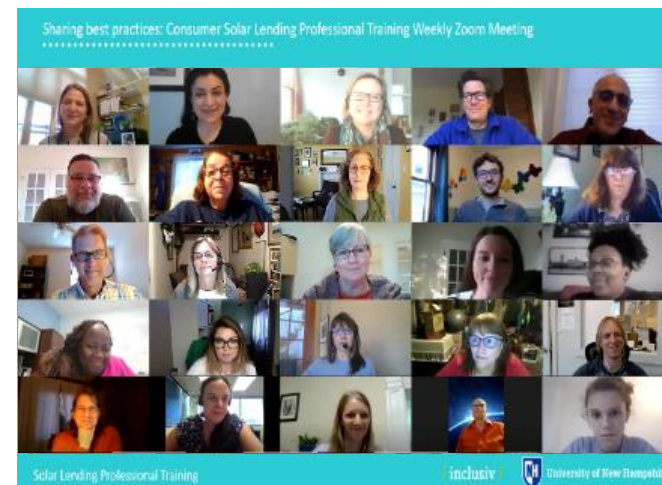 Sharing best practices: Consumer Solar Lending Professional Training Weekly Zoom Meeting
Solar Lending Professional Training
inclusiv
NH
University of New Hampshire